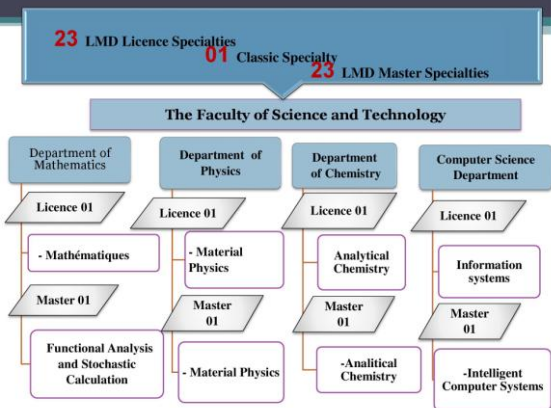 23 LMD Licence Specialties
01 Classic Specialty
23 LMD Master Specialties
The Faculty of Science and Technology
Department of
Mathematics
Licence 01
- Mathématiques
Master 01
Functional Analysis
and Stochastic
Calculation
Department of
Physics
Licence 01
- Material
Physics
Master
01
- Material Physics
Department
of Chemistry
Licence 01
Analytical
Chemistry
Master
01
-Analitical
Chemistry
Computer Science
Department
Licence 01
Information
systems
Master
01
-Intelligent
Computer Systems